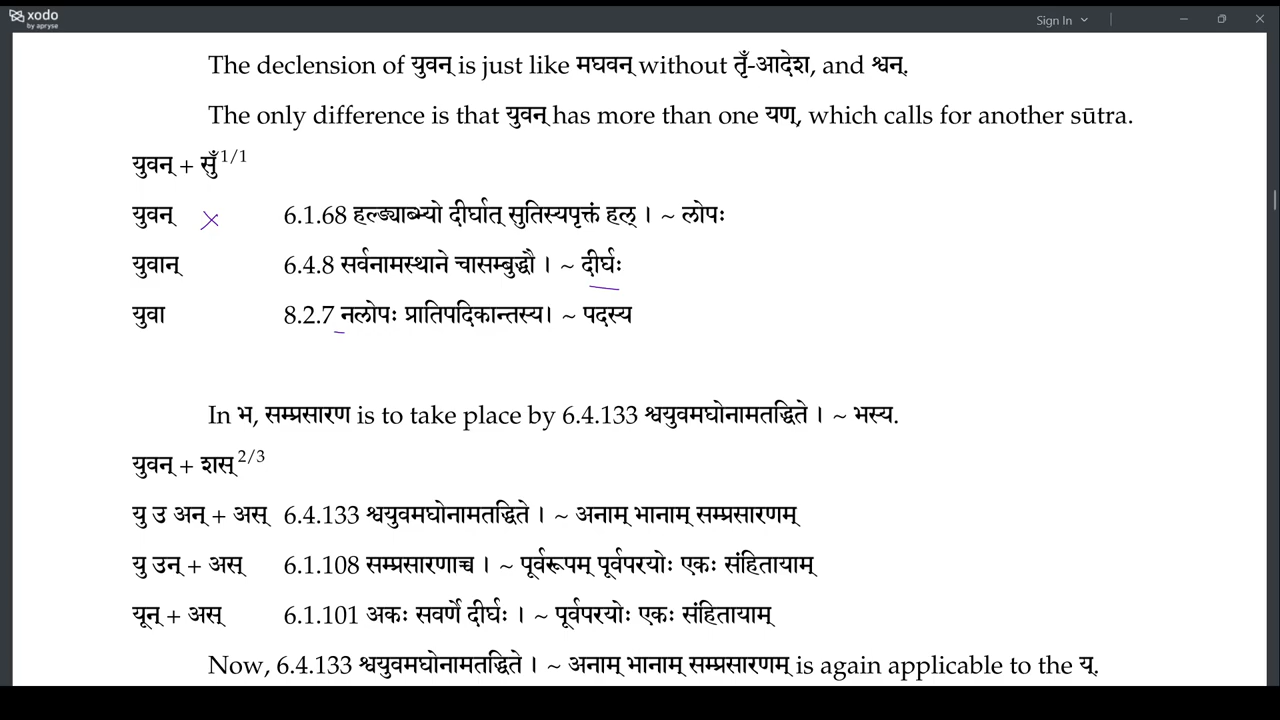 xodo
by apryse
Sign In
The declension of युवन् is just like मघवन् without तृँ-आदेश, and श्वन्.
The only difference is that युवन् has more than one यण्, which calls for another sūtra.
युवन् + सुँ 1/1
युवन् × 6.1.68 हल्ङ्याब्भ्यो दीर्घात् सुतिस्यपृक्तं हल् । ~ लोपः
युवान् 6.4.8 सर्वनामस्थाने चासम्बुद्धौ । ~ दीर्घः
युवा 8.2.7 नलोपः प्रातिपदिकान्तस्य। ~ पदस्य
In भ, सम्प्रसारण is to take place by 6.4.133 श्वयुवमघोनामतद्धिते । ~ भस्य.
युवन् + शस् 2/3
यु उ अन् + अस् 6.4.133 श्वयुवमघोनामतद्धिते । ~ अनाम् भानाम् सम्प्रसारणम्
यु उन् + अस् 6.1.108 सम्प्रसारणाच्च । ~ पूर्वरूपम् पूर्वपरयोः एकः संहितायाम्
यून् + अस् 6.1.101 अकः सवर्णे दीर्घः । ~ पूर्वपरयोः एकः संहितायाम्
Now, 6.4.133 श्वयुवमघोनामतद्धिते । ~ अनाम् भानाम् सम्प्रसारणम् is again applicable to the य्.